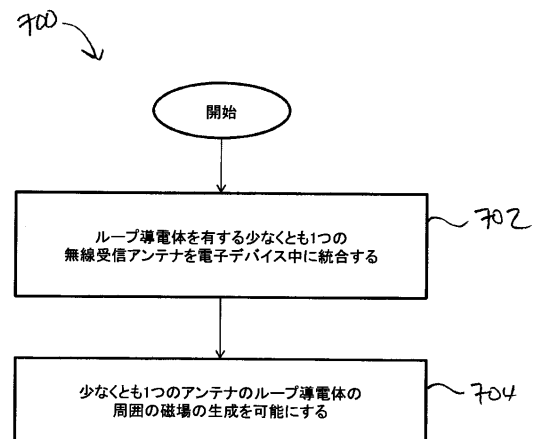 700
開始
ループ導電体を有する少なくとも1つの
無線受信アンテナを電子デバイス中に統合する
702
少なくとも1つのアンテナのループ導電体の
周囲の磁場の生成を可能にする
704